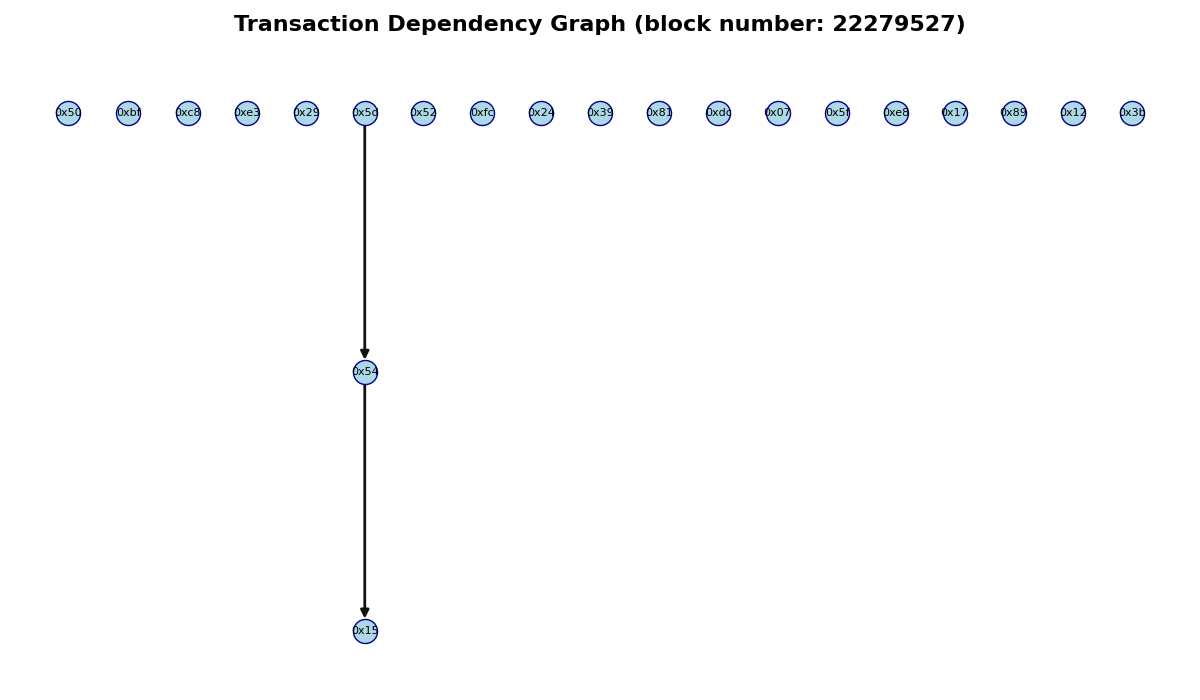 Transaction Dependency Graph (block number: 22279527)
0x50 0xbf 0xc8 0xe3 0x29 0x5d 0x52 0xfc 0x24 0x39 0x81 0xdc 0x07 0x5f 0xe8 0x17 0x89 0x12 0x3b
0x54
0x15